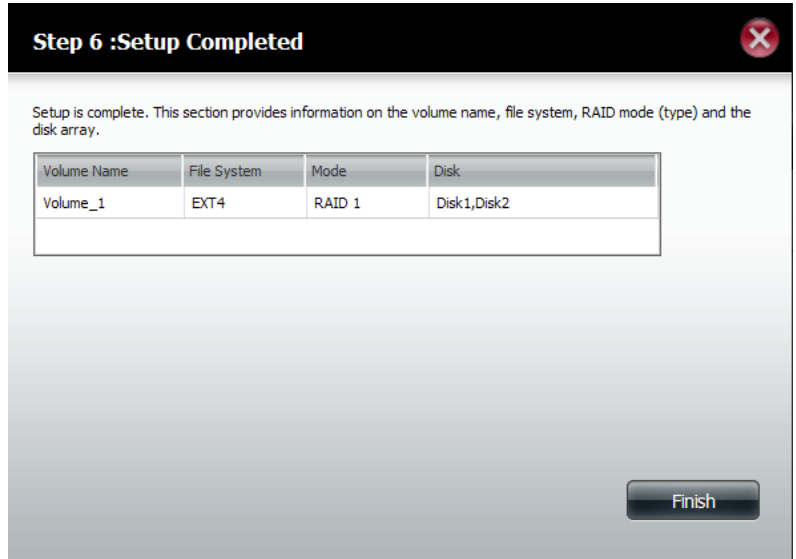 Step 6 :Setup Completed
Setup is complete. This section provides information on the volume name, file system, RAID mode (type) and the
disk array.
Volume Name File System Mode Disk
Volume_1 EXT4 RAID 1 Disk1,Disk2
Finish